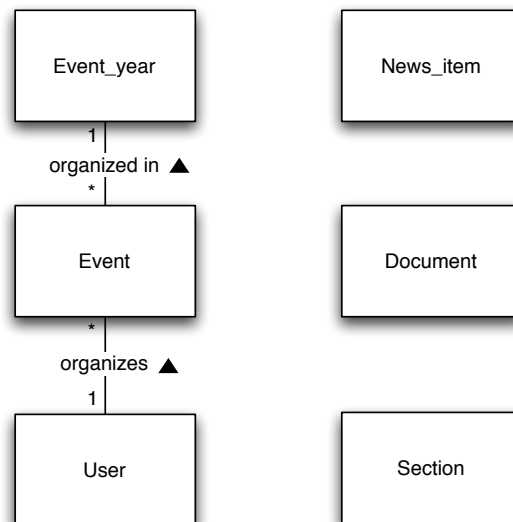 Event_year
News_item
1
organized in ▲
*
Event
Document
*
organizes ▲
1
User
Section